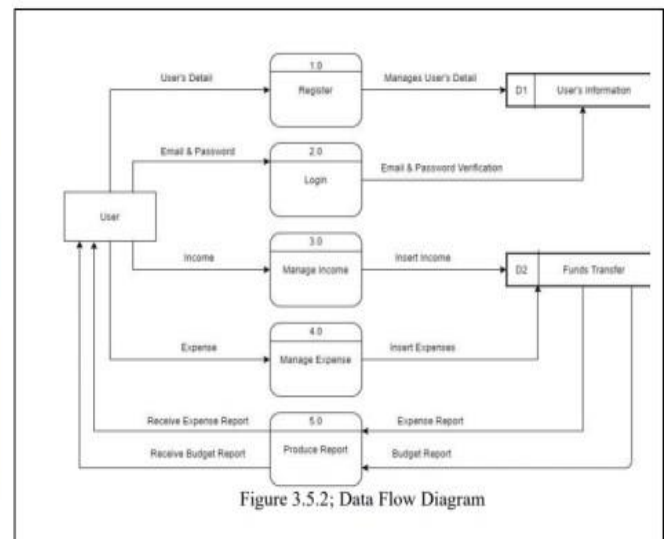 1.0
User's Detail
Manages User's Detail
Register
D1
User's Information
2.0
Email & Password
Login
Email & Password Verification
User
3.0
Income
Insert Income
Manage Income
D2
Funds Transfer
4.0
Expense
Insert Expenses
Manage Expense
5.0
Receive Expense Report
Expense Report
Produce Report
Receive Budget Report
Budget Report
Figure 3.5.2; Data Flow Diagram